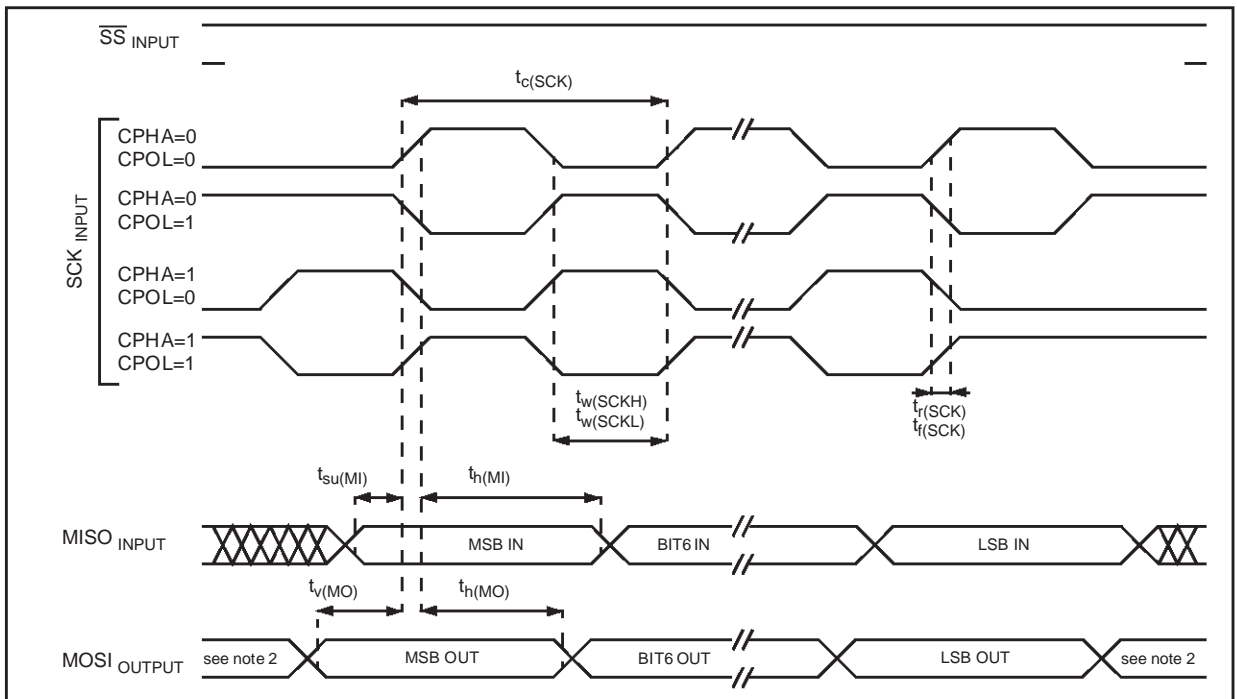 SS INPUT
tc(SCK)
SCK INPUT
CPHA=0
CPOL=0
CPHA=0
CPOL=1
CPHA=1
CPOL=0
CPHA=1
CPOL=1
tw(SCKH)
tw(SCKL)
tr(SCK)
tf(SCK)
tsu(MI)
th(MI)
MISO INPUT
MSB IN
BIT6 IN
LSB IN
tv(MO)
th(MO)
MOSI OUTPUT
see note 2
MSB OUT
BIT6 OUT
LSB OUT
see note 2